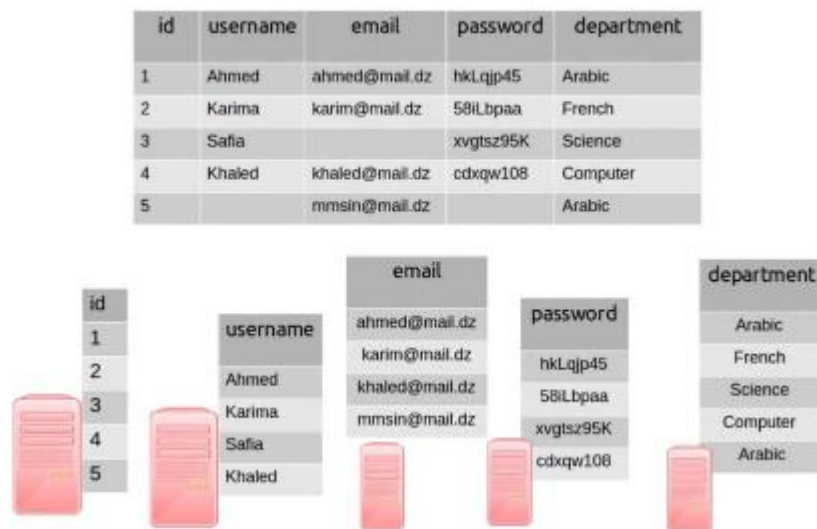 id username email password department
1 Ahmed ahmed@mail.dz hkLqjp45 Arabic
2 Karima karim@mail.dz 58iLbpaa French
3 Safia xvgtsz95K Science
4 Khaled khaled@mail.dz cdxqw108 Computer
5 mmsin@mail.dz Arabic
id
1
2
3
4
5
username
Ahmed
Karima
Safia
Khaled
email
ahmed@mail.dz
karim@mail.dz
khaled@mail.dz
mmsin@mail.dz
password
hkLqjp45
58iLbpaa
xvgtsz95K
cdxqw108
department
Arabic
French
Science
Computer
Arabic